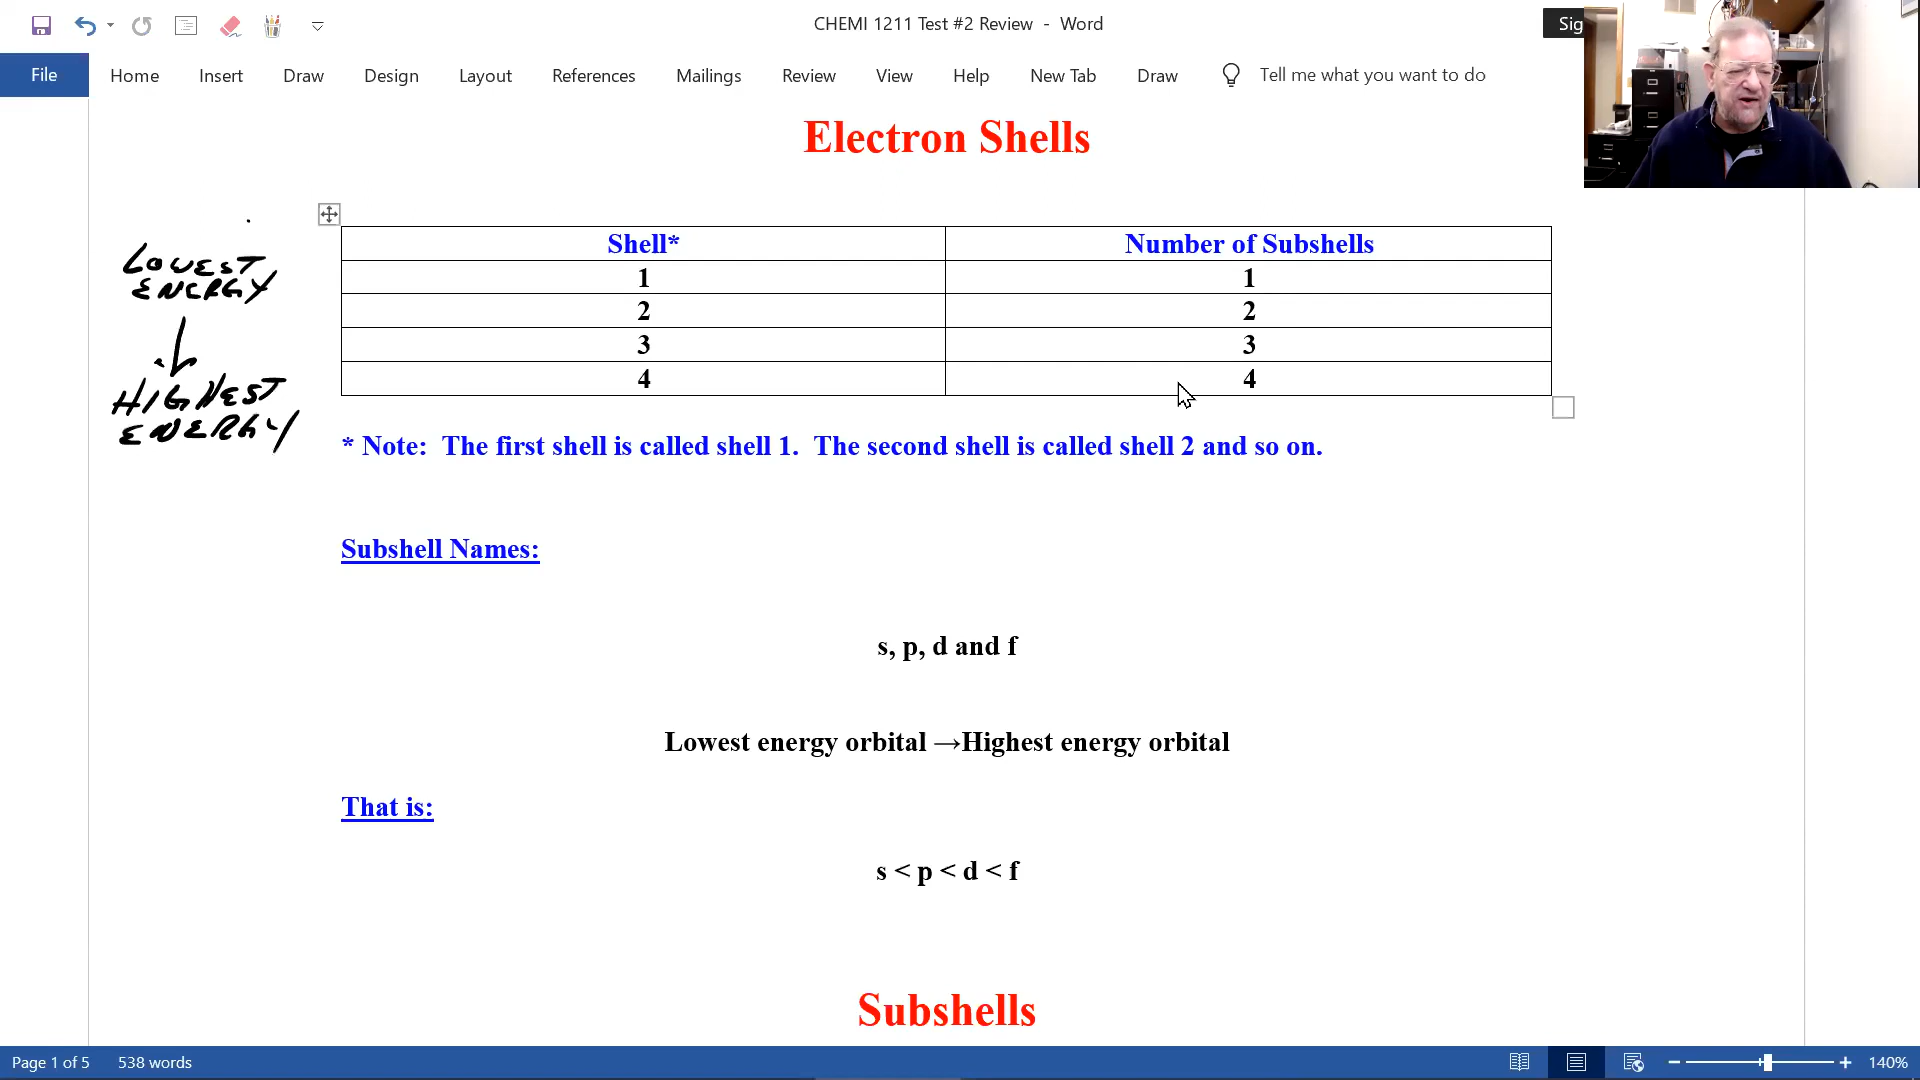 CHEMI 1211 Test #2 Review - Word
Sig
File Home Insert Draw Design Layout References Mailings Review View Help New Tab Draw Tell me what you want to do
Electron Shells
LOWEST
ENERGY
HIGHEST
ENERGY
Shell* Number of Subshells
1 1
2 2
3 3
4 4
* Note: The first shell is called shell 1. The second shell is called shell 2 and so on.
Subshell Names:
s, p, d and f
Lowest energy orbital →Highest energy orbital
That is:
s < p < d < f
Subshells
Page 1 of 5 538 words 140%